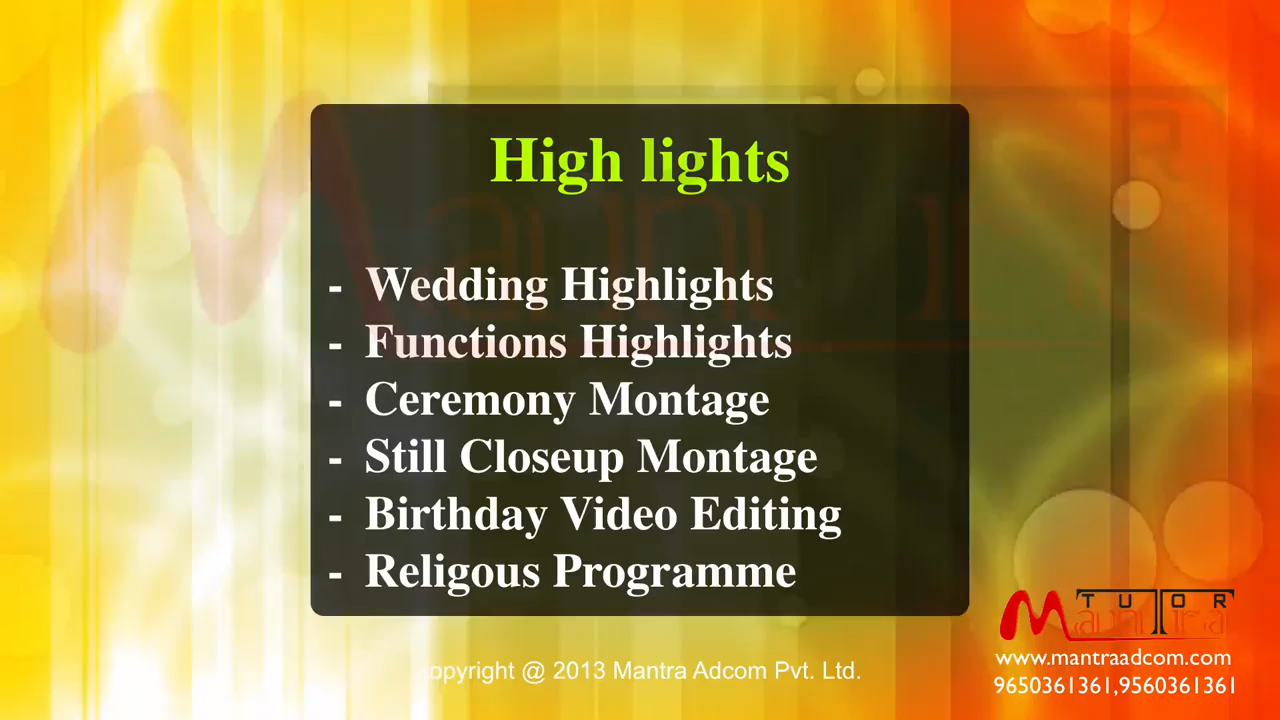 High lights
- Wedding Highlights
- Functions Highlights
- Ceremony Montage
- Still Closeup Montage
- Birthday Video Editing
- Religous Programme
TUTOR
Mantra
www.mantraadcom.com
9650361361,9560361361
opyright @ 2013 Mantra Adcom Pvt. Ltd.